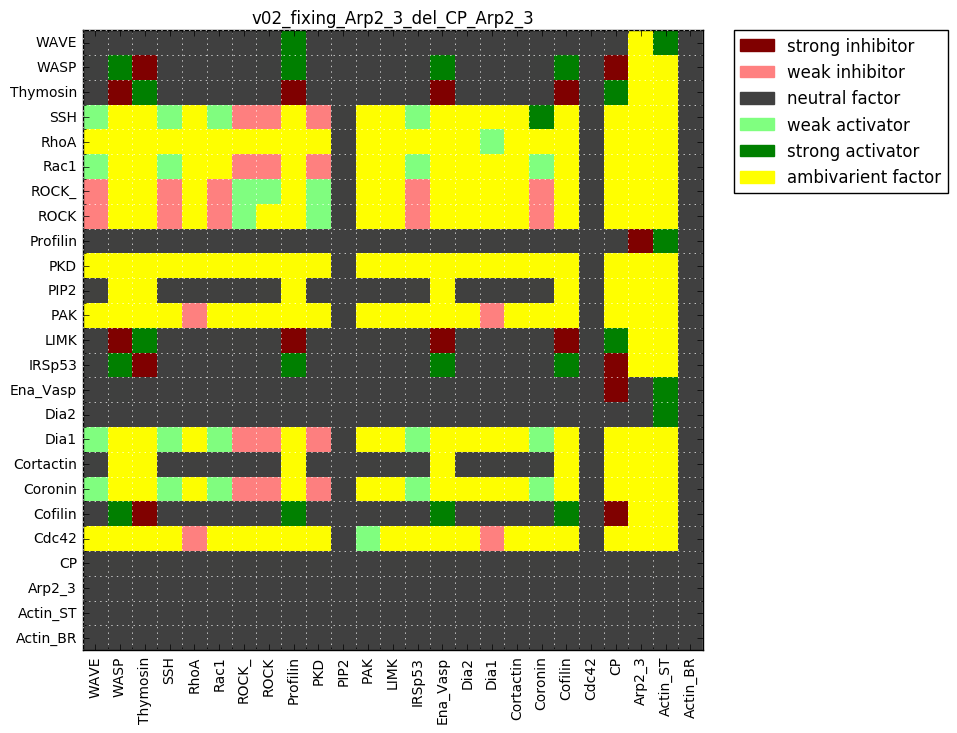 v02_fixing_Arp2_3_del_CP_Arp2_3
WAVE
WASP
Thymosin
SSH
RhoA
Rac1
ROCK_
ROCK
Profilin
PKD
PIP2
PAK
LIMK
IRSp53
Ena_Vasp
Dia2
Dia1
Cortactin
Coronin
Cofilin
Cdc42
CP
Arp2_3
Actin_ST
Actin_BR
WAVE
WASP
Thymosin
SSH
RhoA
Rac1
ROCK_
ROCK
Profilin
PKD
PIP2
PAK
LIMK
IRSp53
Ena_Vasp
Dia2
Dia1
Cortactin
Coronin
Cofilin
Cdc42
CP
Arp2_3
Actin_ST
Actin_BR
strong inhibitor
weak inhibitor
neutral factor
weak activator
strong activator
ambivarient factor